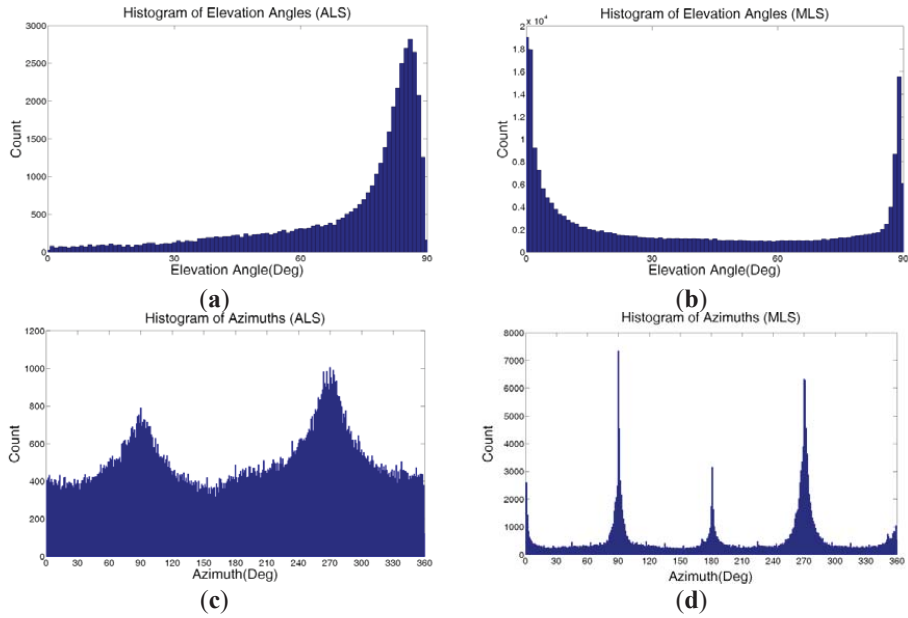 Histogram of Elevation Angles (ALS)
3000
2500
2000
1500
1000
500
0
Count
0 30 60 90
Elevation Angle(Deg)
(a)
Histogram of Elevation Angles (MLS)
× 10⁴
2
1.8
1.6
1.4
1.2
1
0.8
0.6
0.4
0.2
0
Count
0 30 60 90
Elevation Angle(Deg)
(b)
Histogram of Azimuths (ALS)
1200
1000
800
600
400
200
0
Count
0 30 60 90 120 150 180 210 240 270 300 330 360
Azimuth(Deg)
(c)
Histogram of Azimuths (MLS)
8000
7000
6000
5000
4000
3000
2000
1000
0
Count
0 30 60 90 120 150 180 210 240 270 300 330 360
Azimuth(Deg)
(d)